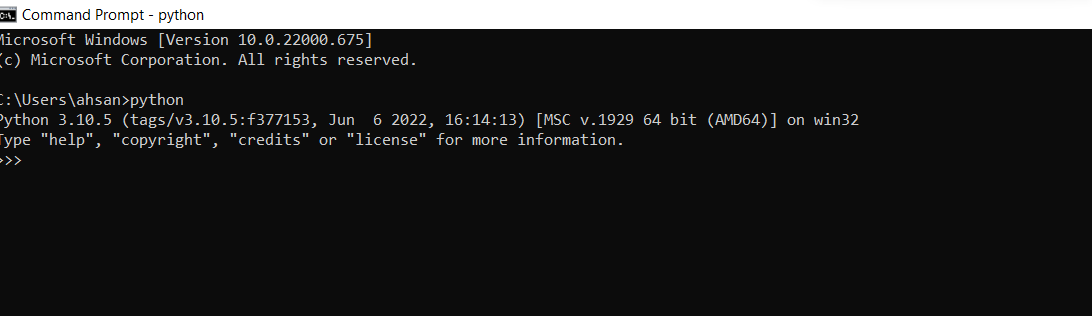 Command Prompt - python
Microsoft Windows [Version 10.0.22000.675]
(c) Microsoft Corporation. All rights reserved.
C:\Users\ahsan>python
Python 3.10.5 (tags/v3.10.5:f377153, Jun  6 2022, 16:14:13) [MSC v.1929 64 bit (AMD64)] on win32
Type "help", "copyright", "credits" or "license" for more information.
>>>